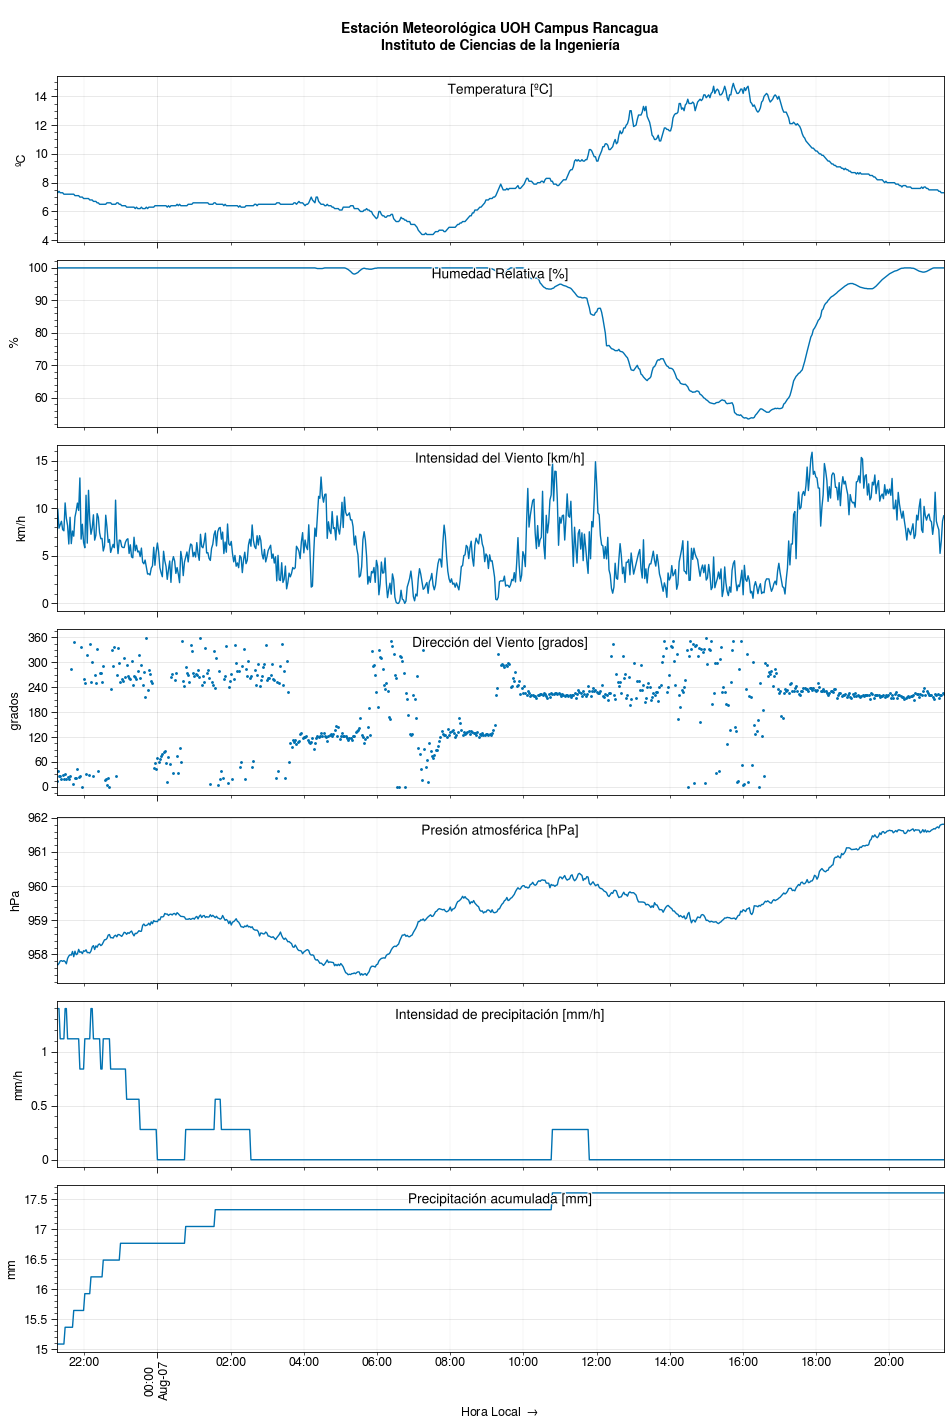 Estación Meteorológica UOH Campus Rancagua
Instituto de Ciencias de la Ingeniería
Temperatura [ºC]
ºC
14
12
10
8
6
4
Humedad Relativa [%]
%
100
90
80
70
60
Intensidad del Viento [km/h]
km/h
15
10
5
0
Dirección del Viento [grados]
grados
360
300
240
180
120
60
0
Presión atmosférica [hPa]
hPa
962
961
960
959
958
Intensidad de precipitación [mm/h]
mm/h
1
0.5
0
Precipitación acumulada [mm]
mm
17.5
17
16.5
16
15.5
15
22:00
00:00
Aug-07
02:00
04:00
06:00
08:00
10:00
12:00
14:00
16:00
18:00
20:00
Hora Local →